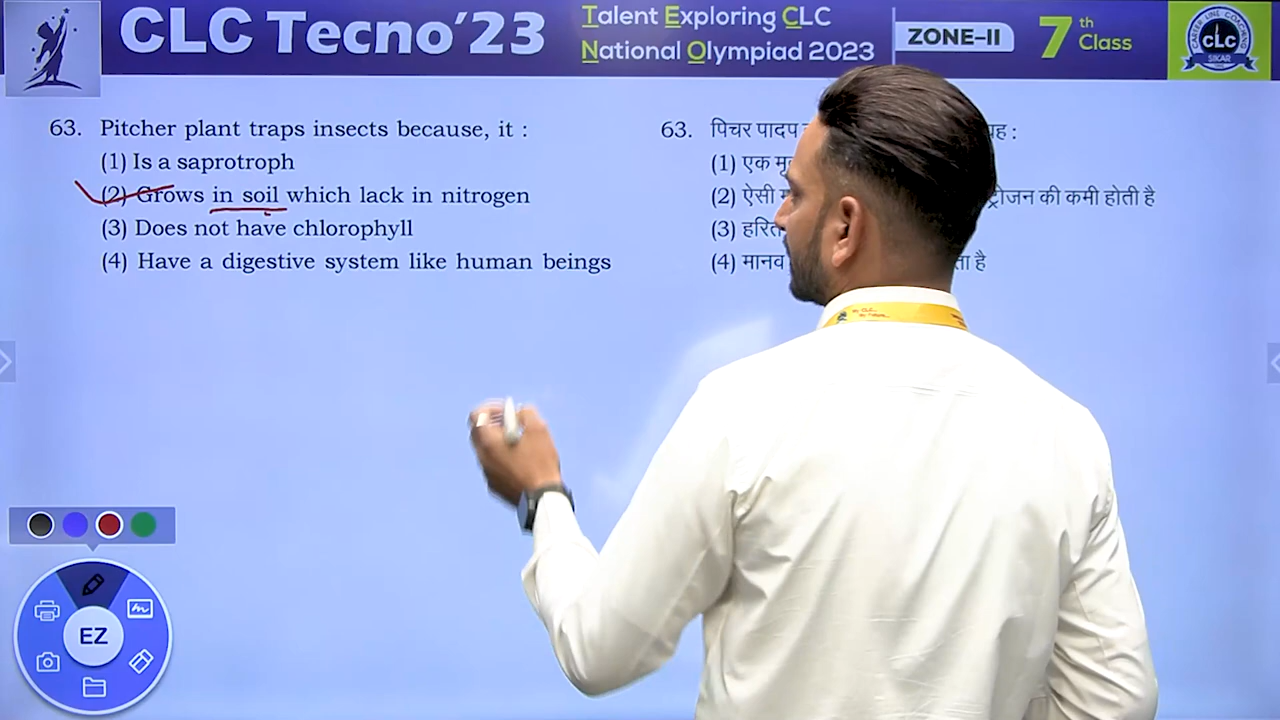 CLC Tecno'23
Talent Exploring CLC
National Olympiad 2023
ZONE-II
7th Class
CAREER LINE COACHING
CLC
SIKAR
63. Pitcher plant traps insects because, it :
(1) Is a saprotroph
(2) Grows in soil which lack in nitrogen
(3) Does not have chlorophyll
(4) Have a digestive system like human beings
63. पिचर पादप :
(1) एक
(2) ऐसी की कमी होती है
(3)
(4) मानव है
EZ